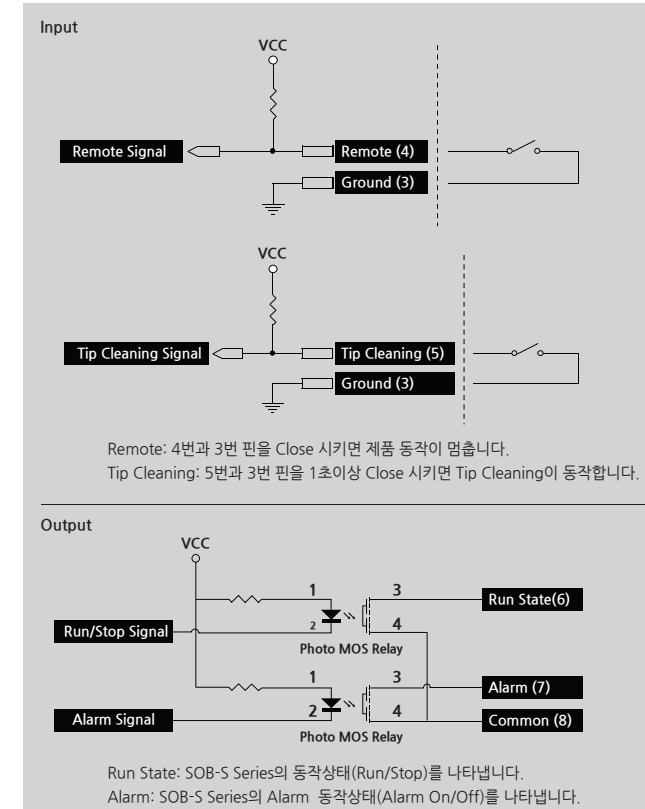 Input
VCC
Remote Signal
Remote (4)
Ground (3)
VCC
Tip Cleaning Signal
Tip Cleaning (5)
Ground (3)
Remote: 4번과 3번 핀을 Close 시키면 제품 동작이 멈춥니다.
Tip Cleaning: 5번과 3번 핀을 1초이상 Close 시키면 Tip Cleaning이 동작합니다.
Output
VCC
1
3
Run State(6)
Run/Stop Signal
2
4
Photo MOS Relay
1
3
Alarm (7)
Alarm Signal
2
4
Common (8)
Photo MOS Relay
Run State: SOB-S Series의 동작상태(Run/Stop)를 나타냅니다.
Alarm: SOB-S Series의 Alarm 동작상태(Alarm On/Off)를 나타냅니다.